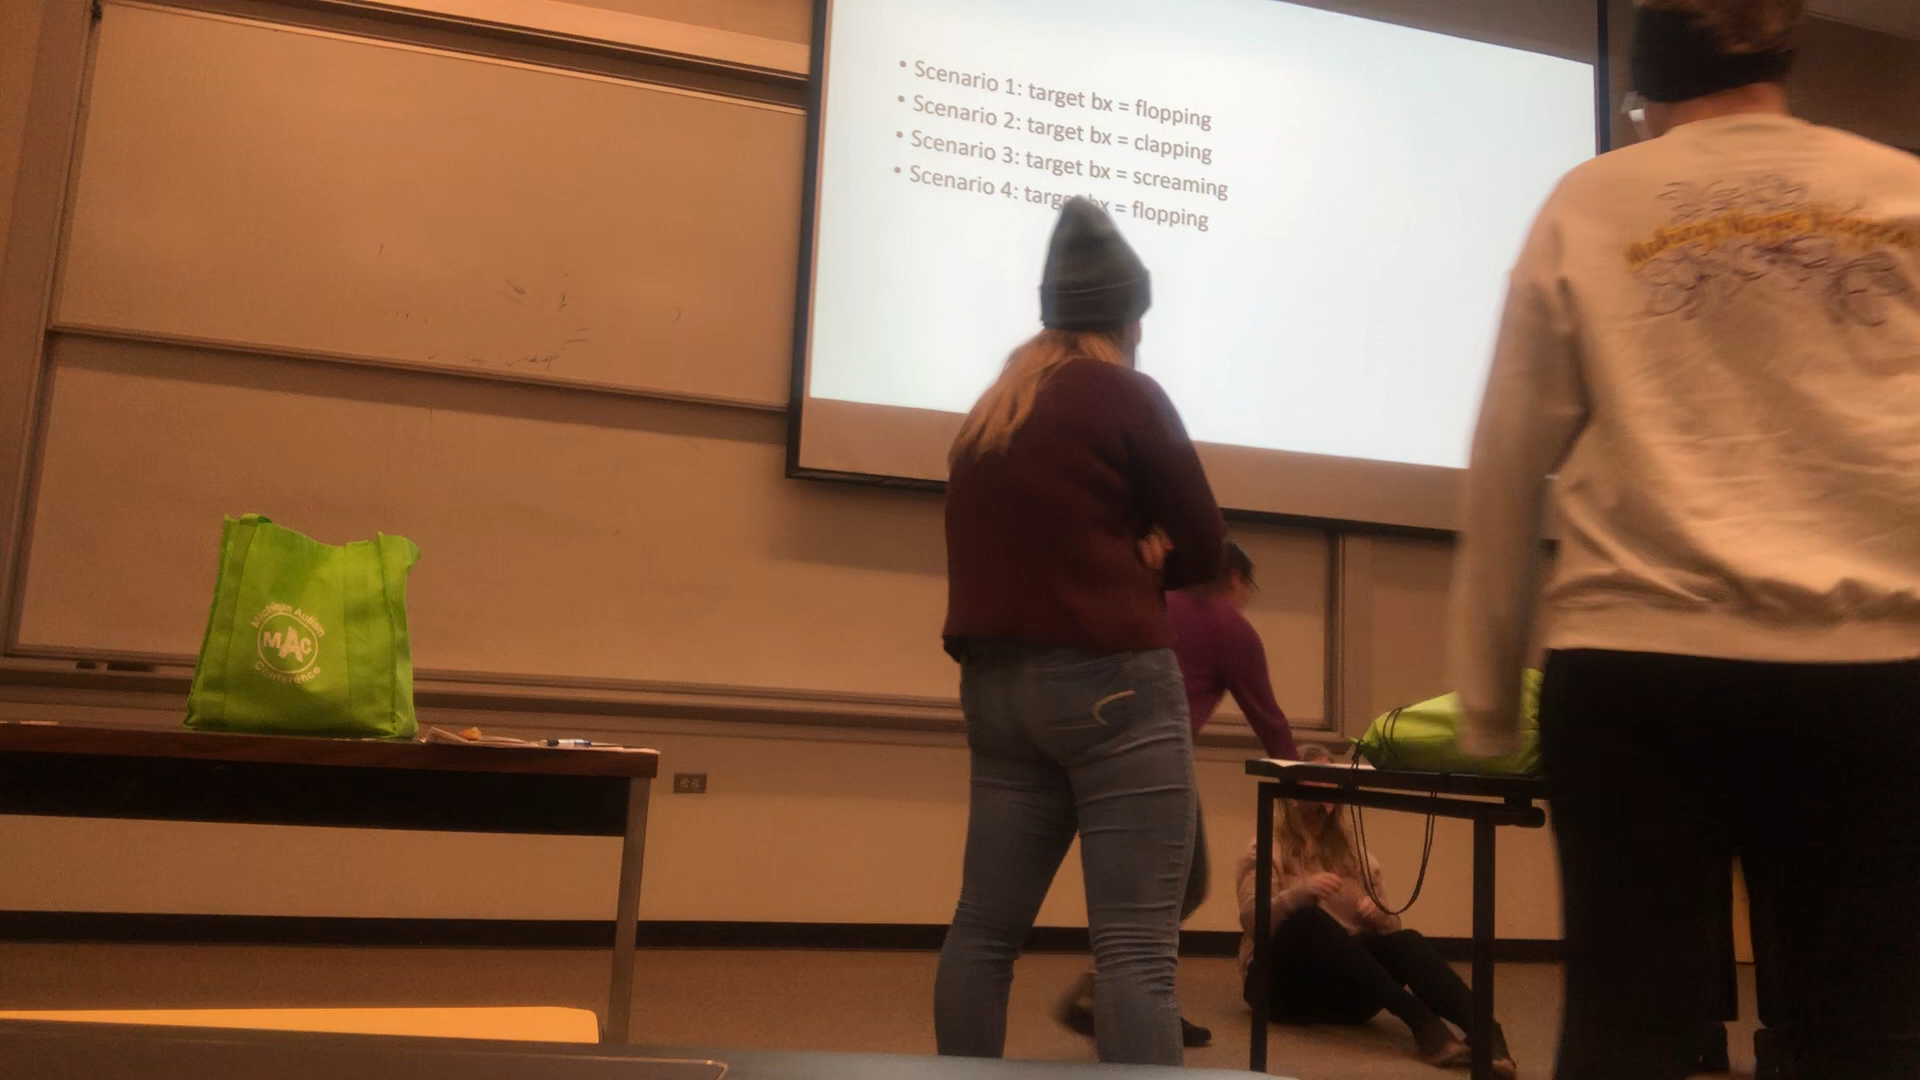 • Scenario 1: target bx = flopping
• Scenario 2: target bx = clapping
• Scenario 3: target bx = screaming
• Scenario 4: target bx = flopping
Michigan Autism
MAC
Conference